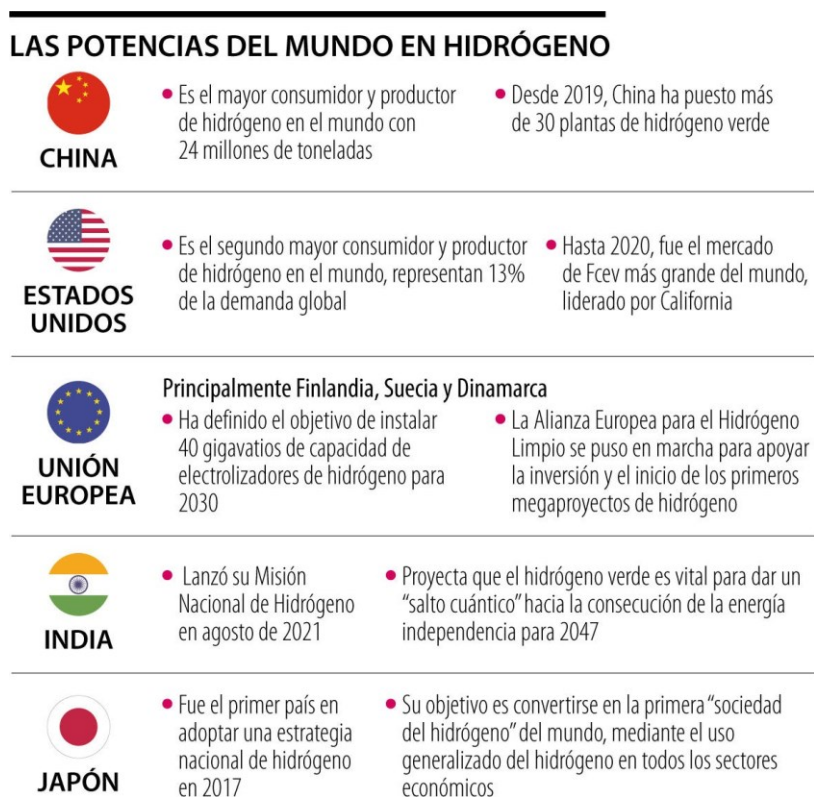 LAS POTENCIAS DEL MUNDO EN HIDRÓGENO
CHINA
• Es el mayor consumidor y productor
de hidrógeno en el mundo con
24 millones de toneladas
• Desde 2019, China ha puesto más
de 30 plantas de hidrógeno verde
ESTADOS
UNIDOS
• Es el segundo mayor consumidor y productor
de hidrógeno en el mundo, representan 13%
de la demanda global
• Hasta 2020, fue el mercado
de Fcev más grande del mundo,
liderado por California
UNIÓN
EUROPEA
Principalmente Finlandia, Suecia y Dinamarca
• Ha definido el objetivo de instalar
40 gigavatios de capacidad de
electrolizadores de hidrógeno para
2030
• La Alianza Europea para el Hidrógeno
Limpio se puso en marcha para apoyar
la inversión y el inicio de los primeros
megaproyectos de hidrógeno
INDIA
• Lanzó su Misión
Nacional de Hidrógeno
en agosto de 2021
• Proyecta que el hidrógeno verde es vital para dar un
“salto cuántico” hacia la consecución de la energía
independencia para 2047
JAPÓN
• Fue el primer país en
adoptar una estrategia
nacional de hidrógeno
en 2017
• Su objetivo es convertirse en la primera “sociedad
del hidrógeno” del mundo, mediante el uso
generalizado del hidrógeno en todos los sectores
económicos